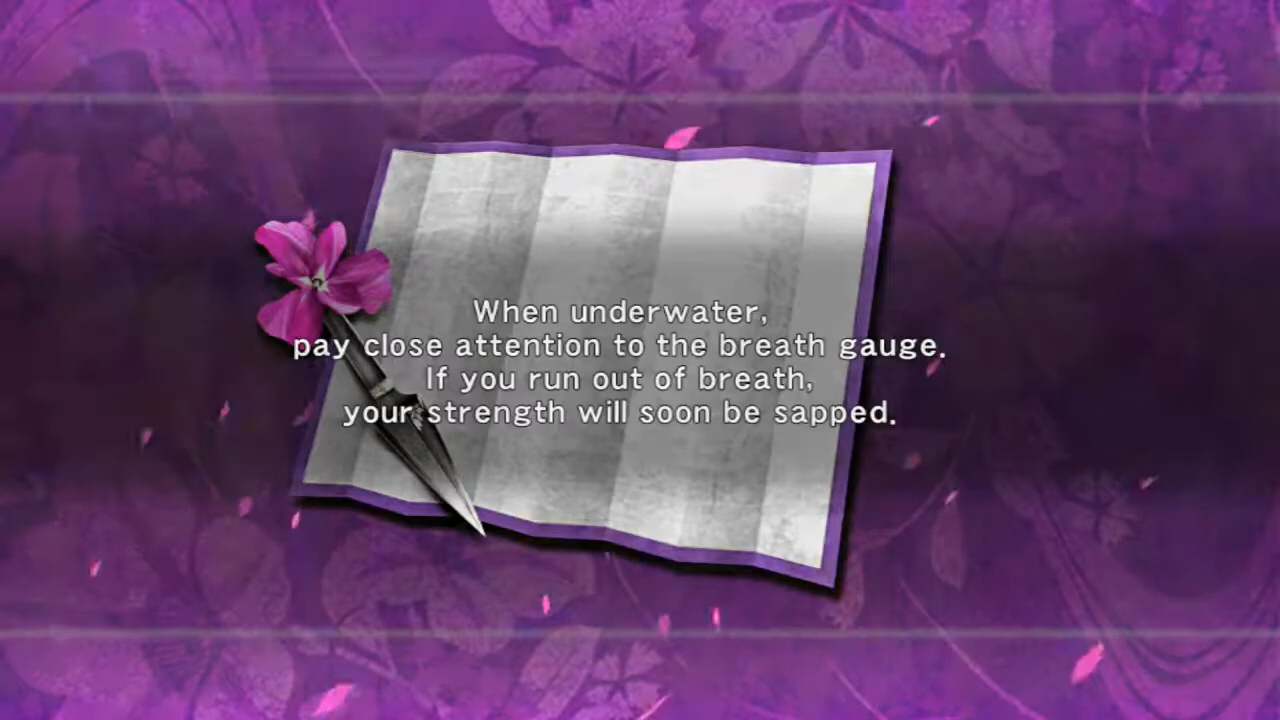 When underwater,
pay close attention to the breath gauge.
If you run out of breath,
your strength will soon be sapped.